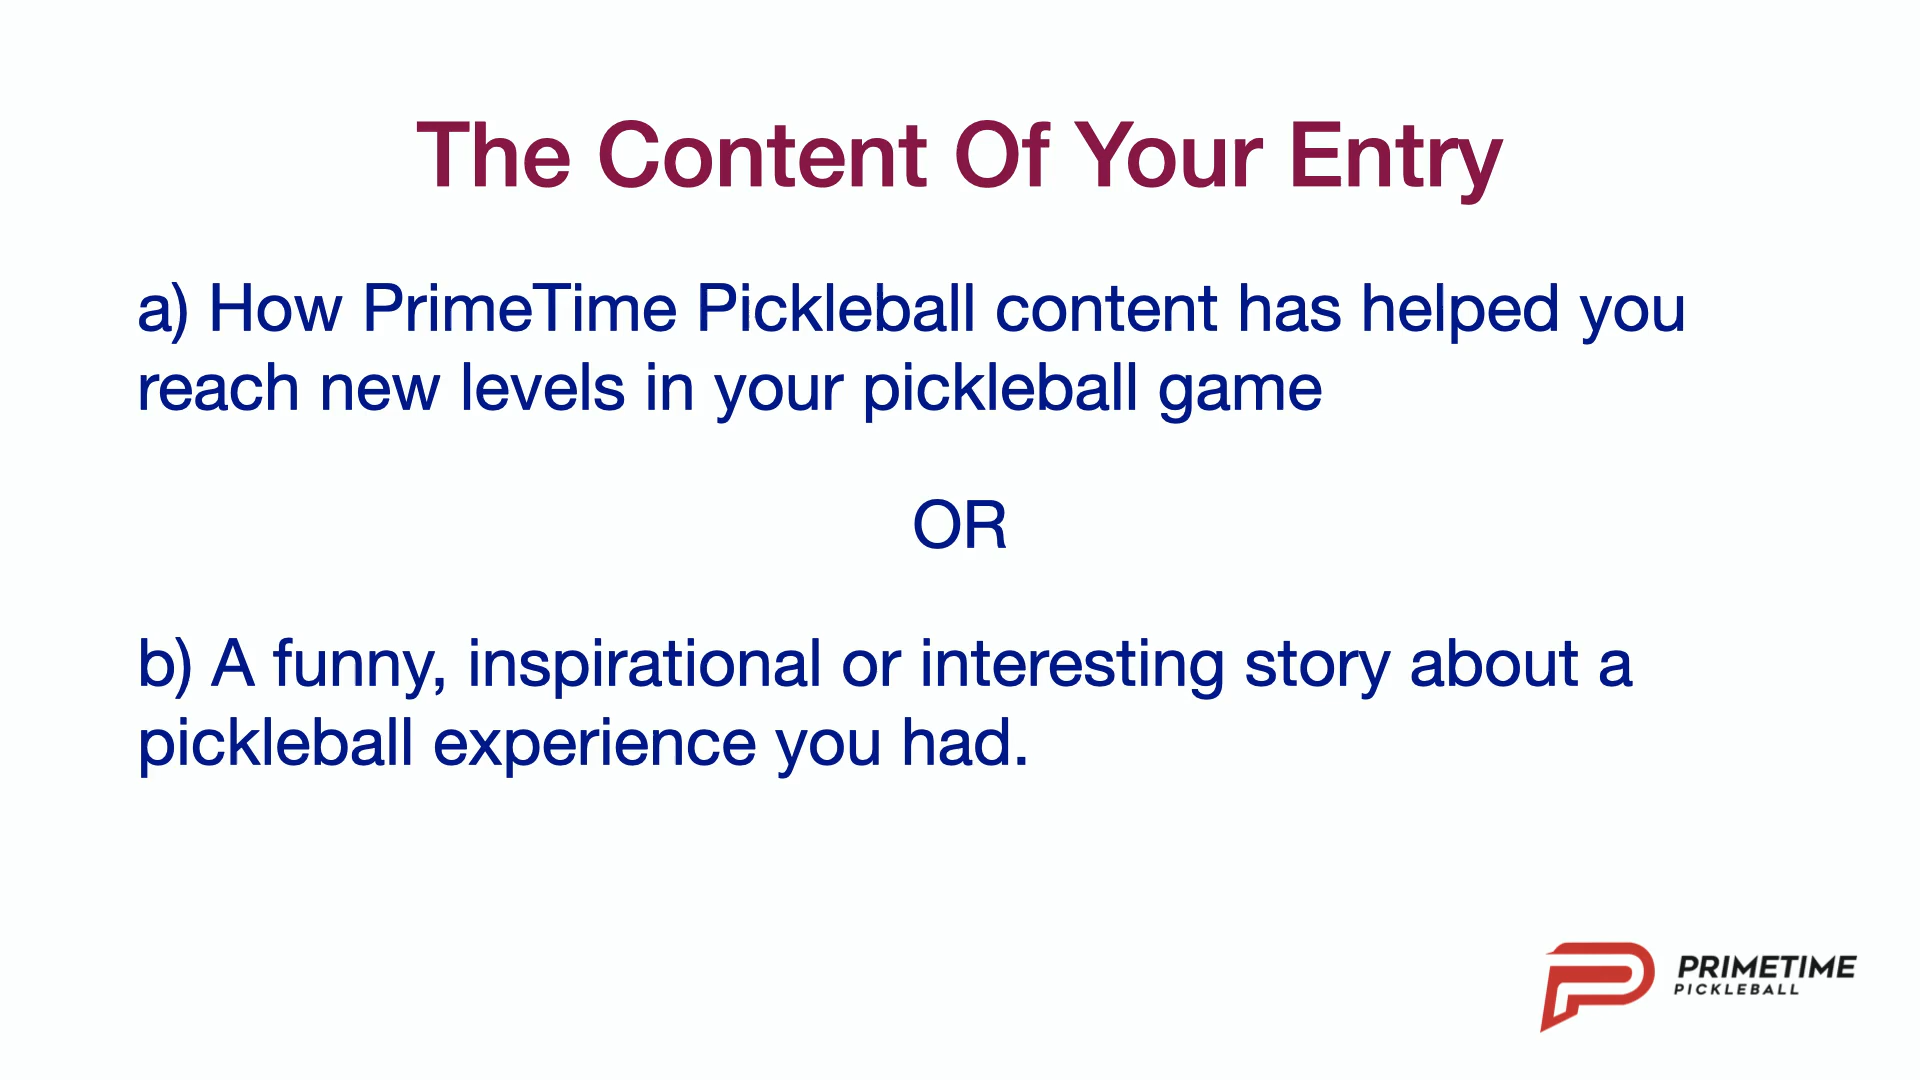 The Content Of Your Entry
a) How PrimeTime Pickleball content has helped you
reach new levels in your pickleball game
OR
b) A funny, inspirational or interesting story about a
pickleball experience you had.
PRIMETIME
PICKLEBALL